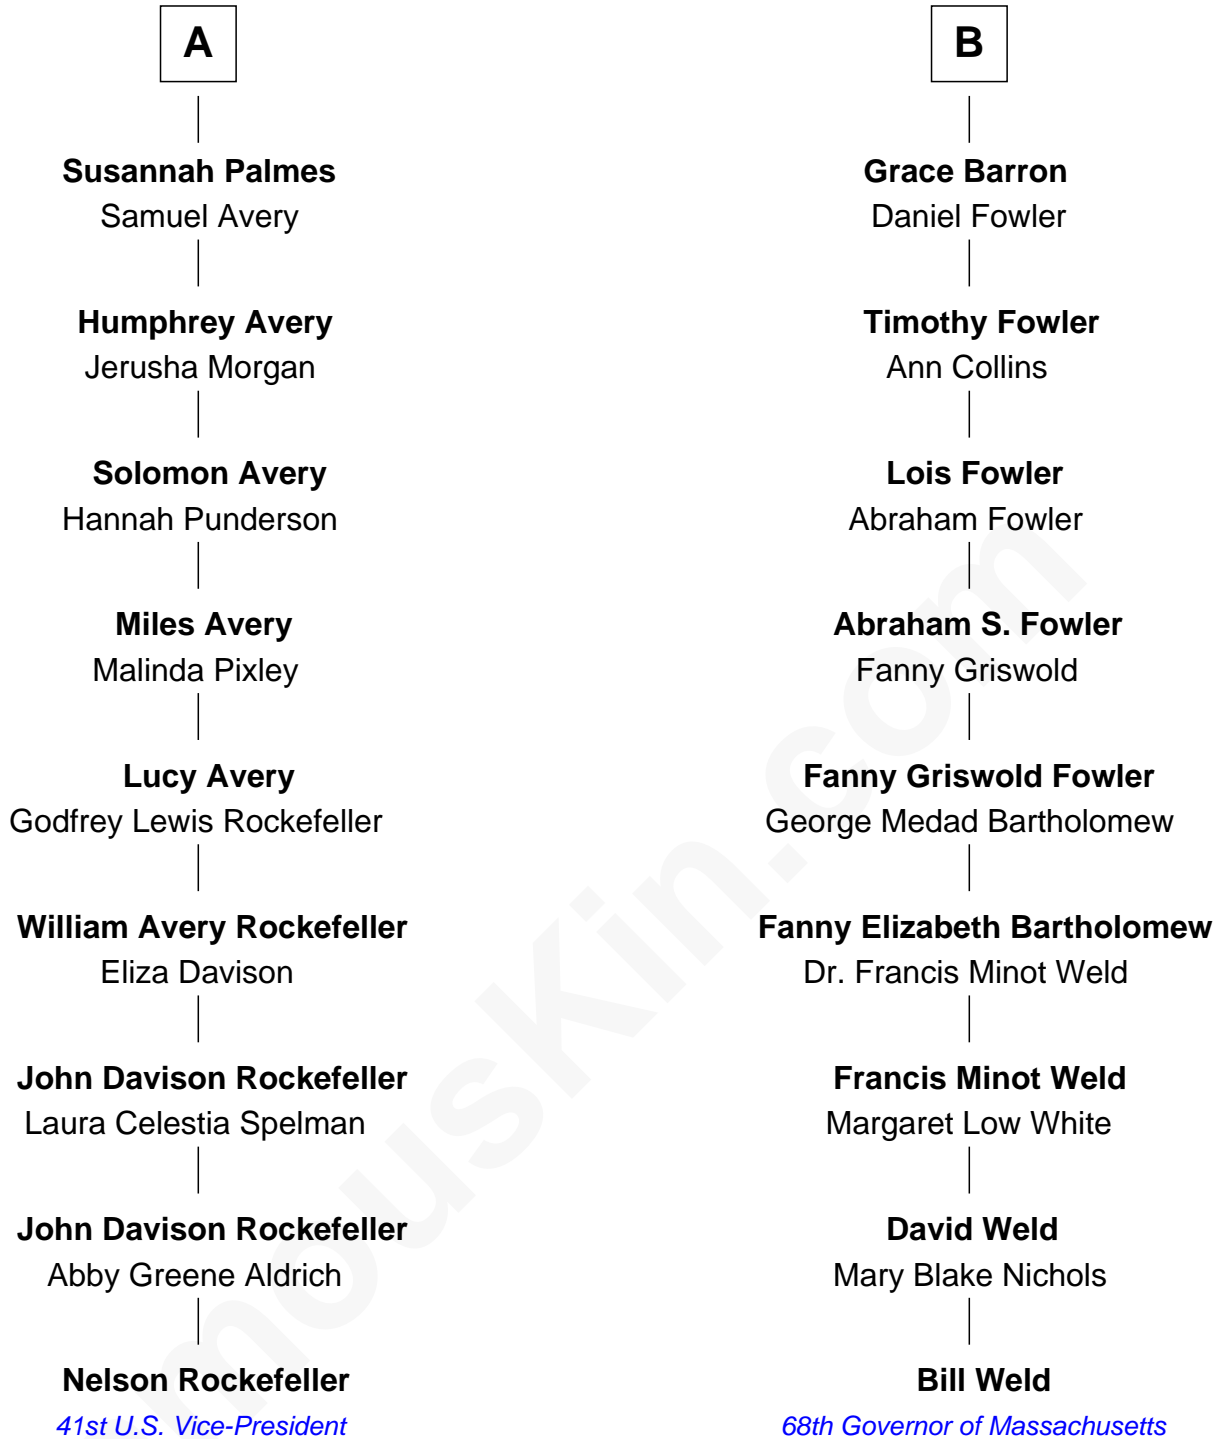 A
Susannah Palmes
Samuel Avery
Humphrey Avery
Jerusha Morgan
Solomon Avery
Hannah Punderson
Miles Avery
Malinda Pixley
Lucy Avery
Godfrey Lewis Rockefeller
William Avery Rockefeller
Eliza Davison
John Davison Rockefeller
Laura Celestia Spelman
John Davison Rockefeller
Abby Greene Aldrich
Nelson Rockefeller
41st U.S. Vice-President
B
Grace Barron
Daniel Fowler
Timothy Fowler
Ann Collins
Lois Fowler
Abraham Fowler
Abraham S. Fowler
Fanny Griswold
Fanny Griswold Fowler
George Medad Bartholomew
Fanny Elizabeth Bartholomew
Dr. Francis Minot Weld
Francis Minot Weld
Margaret Low White
David Weld
Mary Blake Nichols
Bill Weld
68th Governor of Massachusetts
mousKin.com